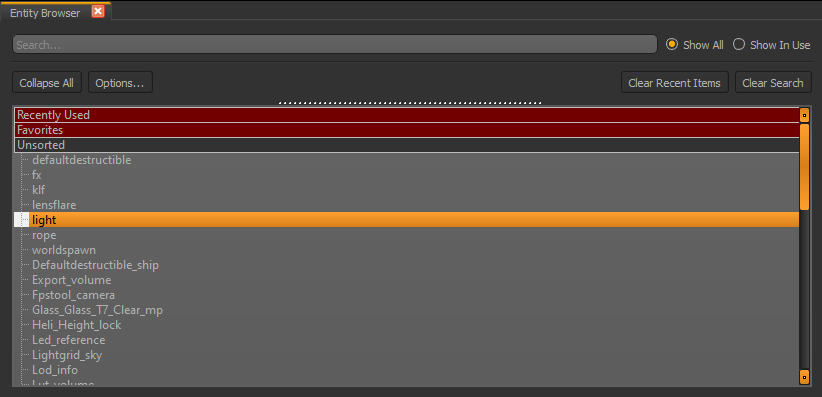 Entity Browser
Search...
Show All
Show In Use
Collapse All
Options...
Clear Recent Items
Clear Search
Recently Used
Favorites
Unsorted
defaultdestructible
fx
klf
lensflare
light
rope
worldspawn
Defaultdestructible_ship
Export_volume
Fpstool_camera
Glass_Glass_T7_Clear_mp
Heli_Height_lock
Led_reference
Lightgrid_sky
Lod_info
Lut_volume